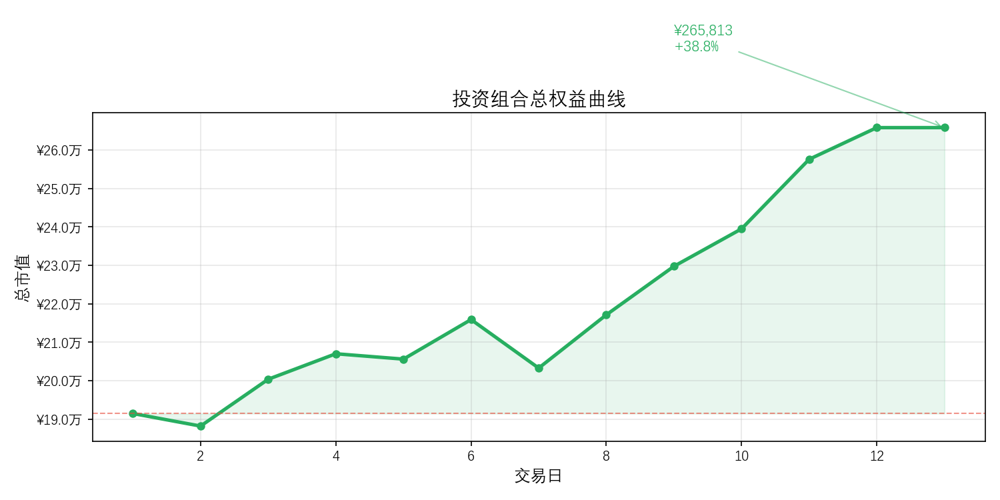 ¥265,813
+38.8%
投资组合总权益曲线
¥26.0万
¥25.0万
¥24.0万
¥23.0万
¥22.0万
¥21.0万
¥20.0万
¥19.0万
总市值
2 4 6 8 10 12
交易日